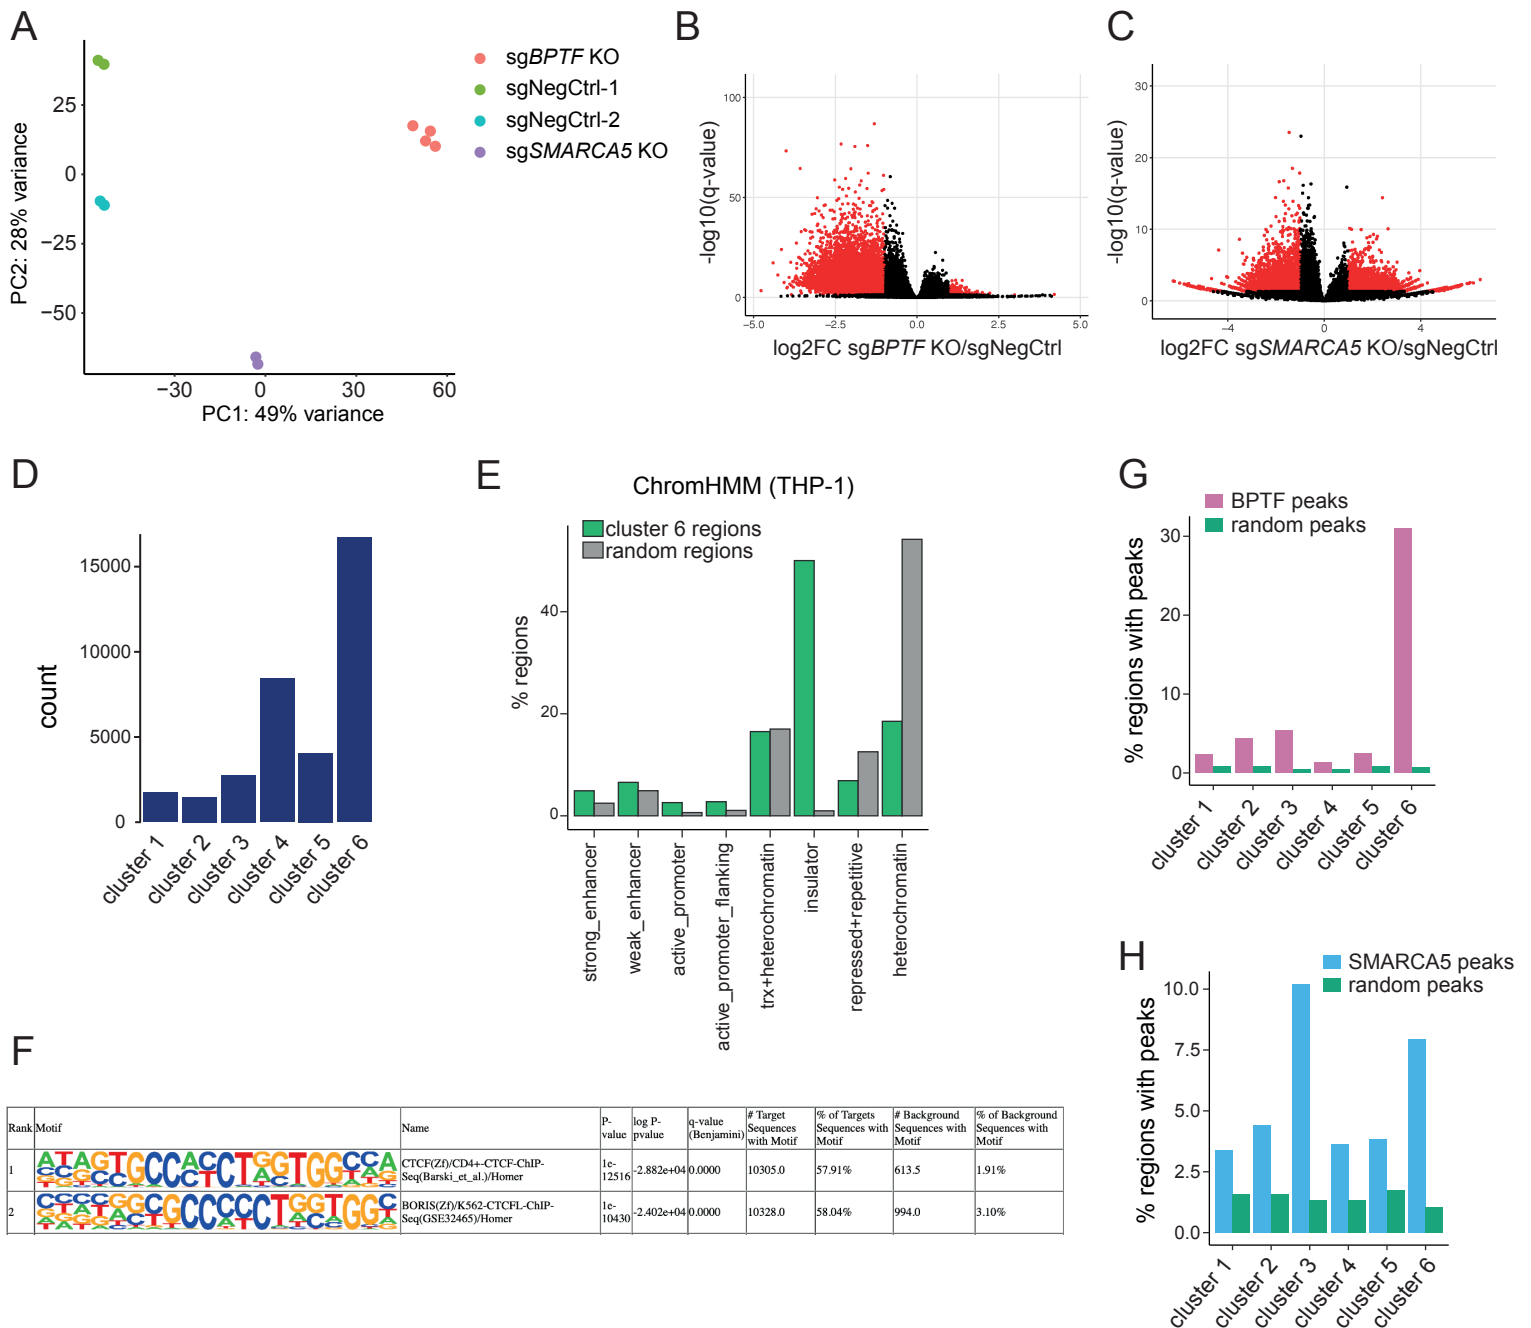 A
sgBPTF KO
sgNegCtrl-1
sgNegCtrl-2
sgSMARCA5 KO
25
0
−25
−50
PC2: 28% variance
−30
0
30
60
PC1: 49% variance
B
100
50
0
-log10(q-value)
−5.0
−2.5
0.0
2.5
5.0
log2FC sgBPTF KO/sgNegCtrl
C
30
20
10
0
-log10(q-value)
−4
0
4
log2FC sgSMARCA5 KO/sgNegCtrl
D
15000
10000
5000
0
count
cluster 1
cluster 2
cluster 3
cluster 4
cluster 5
cluster 6
E
ChromHMM (THP-1)
cluster 6 regions
random regions
40
20
0
% regions
strong_enhancer
weak_enhancer
active_promoter
active_promoter_flanking
trx+heterochromatin
insulator
repressed+repetitive
heterochromatin
F
Rank Motif Name P-value log P-pvalue q-value (Benjamini) # Target Sequences with Motif % of Targets Sequences with Motif # Background Sequences with Motif % of Background Sequences with Motif
1 CTCF(Zf)/CD4+-CTCF-ChIP-Seq(Barski_et_al.)/Homer 1e-12516 -2.882e+04 0.0000 10305.0 57.91% 613.5 1.91%
2 BORIS(Zf)/K562-CTCFL-ChIP-Seq(GSE32465)/Homer 1e-10430 -2.402e+04 0.0000 10328.0 58.04% 994.0 3.10%
G
BPTF peaks
random peaks
30
20
10
0
% regions with peaks
cluster 1
cluster 2
cluster 3
cluster 4
cluster 5
cluster 6
H
SMARCA5 peaks
random peaks
10.0
7.5
5.0
2.5
0.0
% regions with peaks
cluster 1
cluster 2
cluster 3
cluster 4
cluster 5
cluster 6